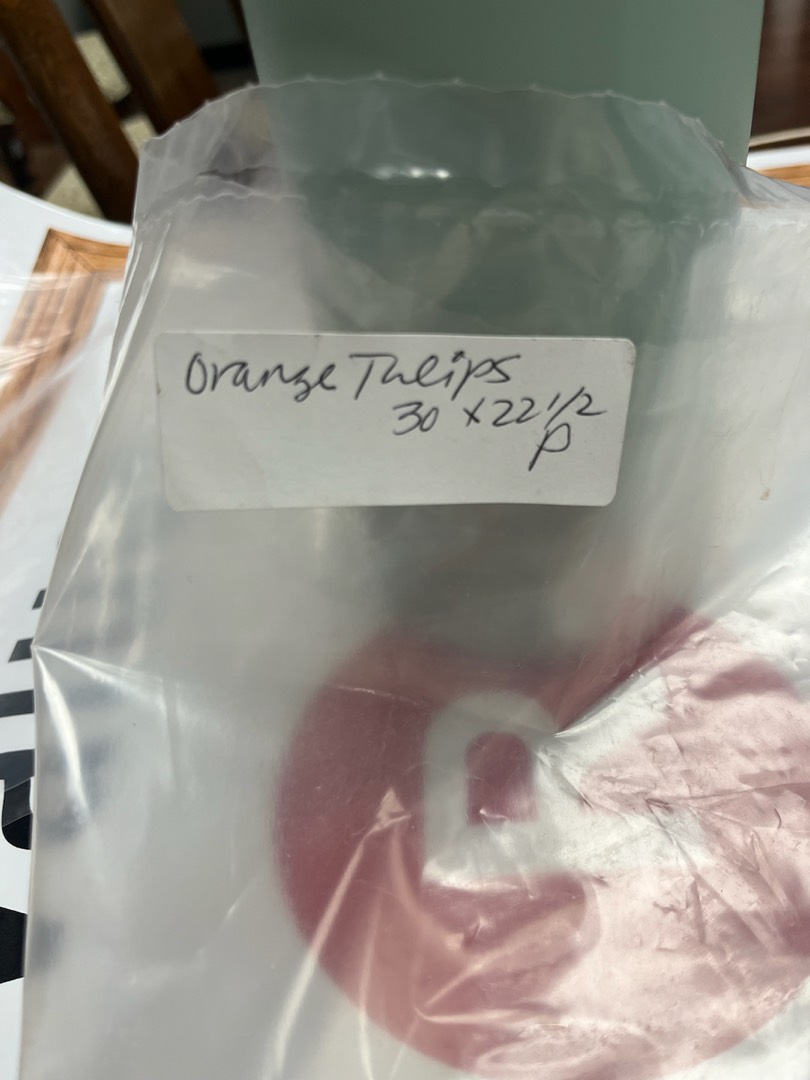 Orange Tulips
30 x 22 1/2
P